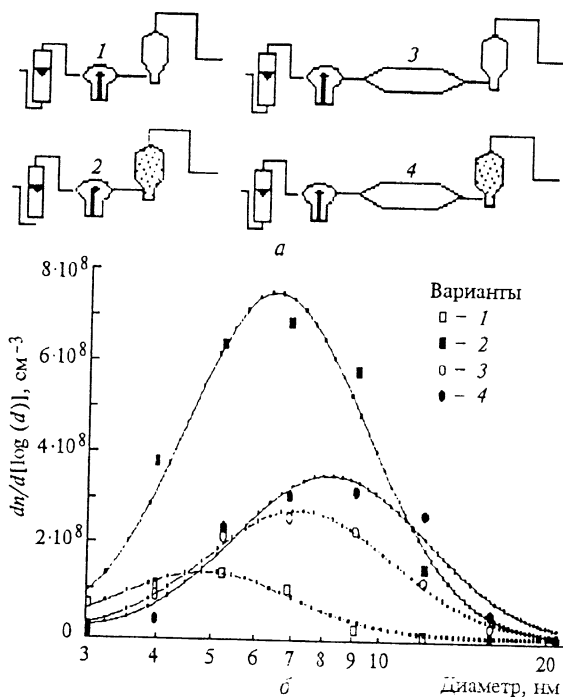 1
3
2
4
а
8·10⁸
6·10⁸
4·10⁸
2·10⁸
0
dn/d[log (d)], см⁻³
Варианты
□ – 1
■ – 2
○ – 3
● – 4
3 4 5 6 7 8 9 10 20
б Диаметр, нм